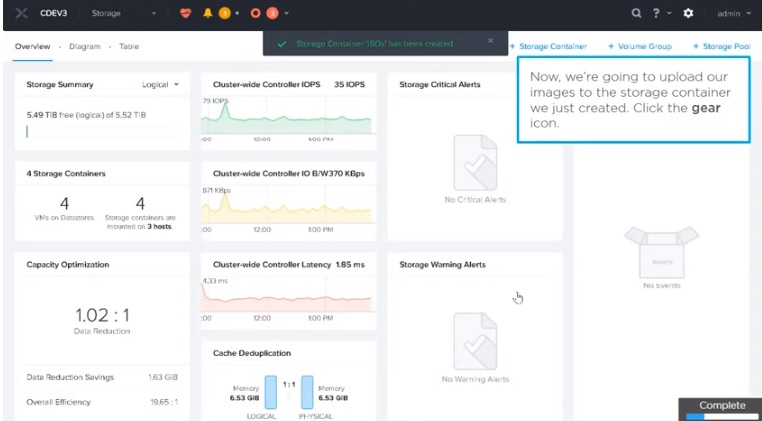 CDEV3 Storage 1 3 ? admin
Overview · Diagram · Table
Storage Container "ISOs" has been created ×
+ Storage Container + Volume Group + Storage Pool
Now, we're going to upload our
images to the storage container
we just created. Click the gear
icon.
Storage Summary Logical
5.49 TiB free (logical) of 5.52 TiB
4 Storage Containers
4 4
VMs on Datastores Storage containers are
mounted on 3 hosts.
Capacity Optimization
1.02 : 1
Data Reduction
Data Reduction Savings 1.63 GiB
Overall Efficiency 19.65 : 1
Cluster-wide Controller IOPS 35 IOPS
79 IOPS
:00 12:00 1:00 PM
Cluster-wide Controller IO B/W 370 KBps
871 KBps
:00 12:00 1:00 PM
Cluster-wide Controller Latency 1.85 ms
4.33 ms
:00 12:00 1:00 PM
Cache Deduplication
Memory 1 : 1 Memory
6.53 GiB 6.53 GiB
LOGICAL PHYSICAL
Storage Critical Alerts
No Critical Alerts
Storage Warning Alerts
No Warning Alerts
No Events
Complete